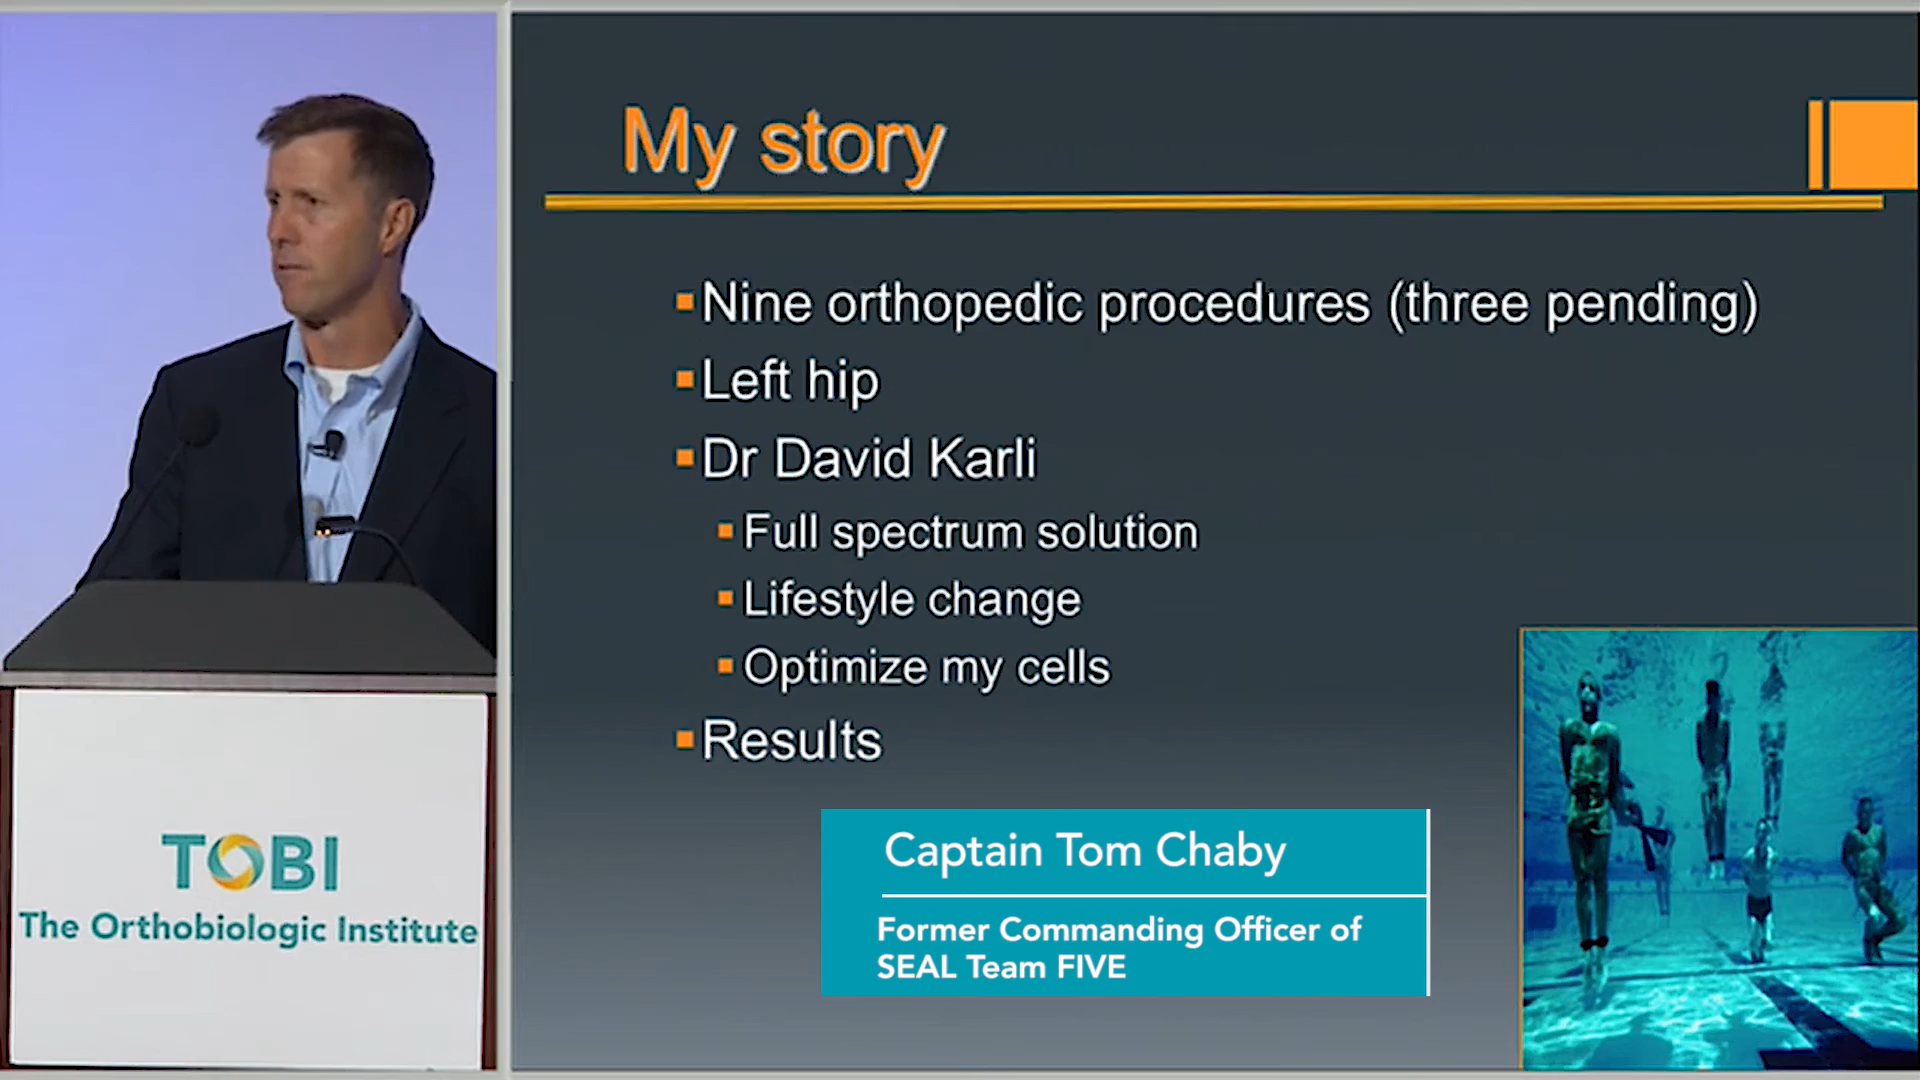 My story
Nine orthopedic procedures (three pending)
Left hip
Dr David Karli
Full spectrum solution
Lifestyle change
Optimize my cells
Results
Captain Tom Chaby
Former Commanding Officer of
SEAL Team FIVE
TOBI
The Orthobiologic Institute